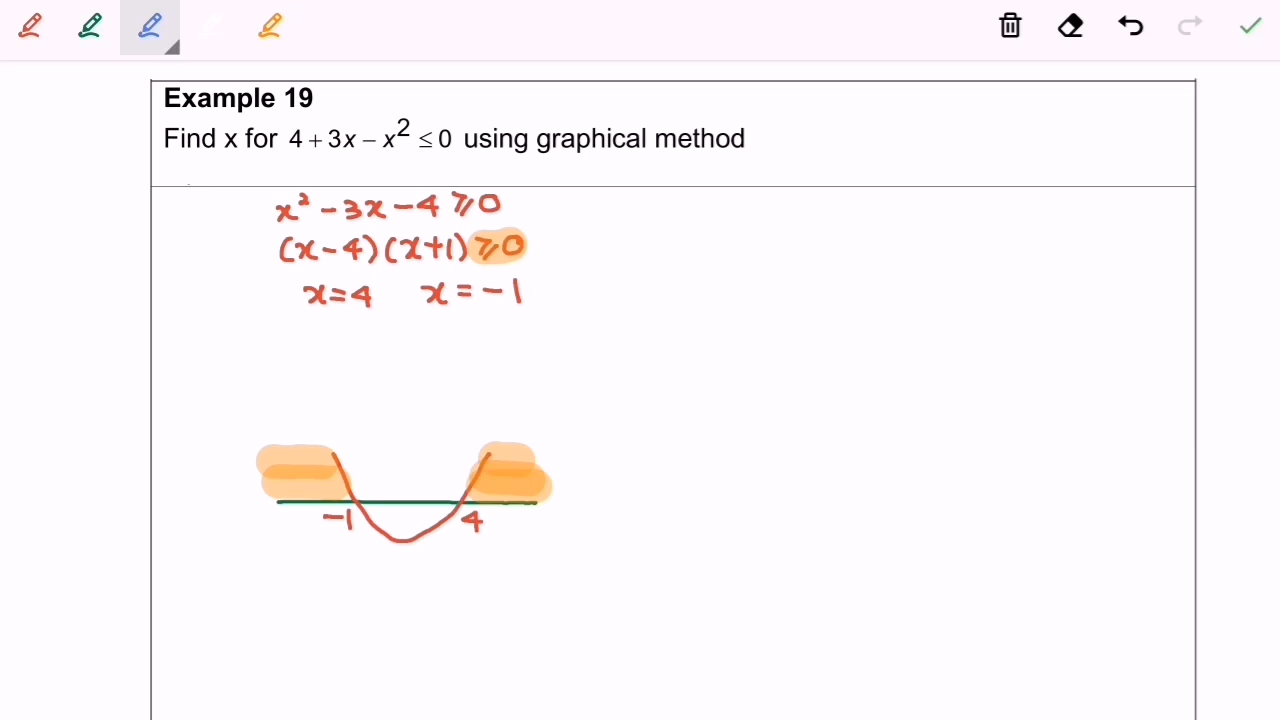 Example 19
Find x for 4 + 3x − x² ≤ 0 using graphical method
x² − 3x − 4 ⩾ 0
(x − 4)(x + 1) ⩾ 0
x = 4 x = −1
−1 4